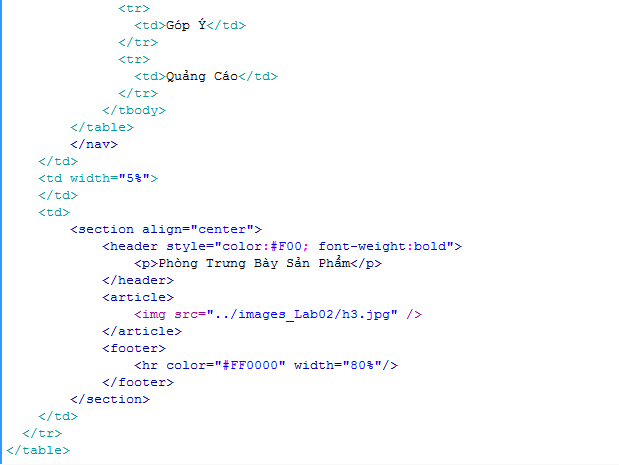 <tr>
<td>Góp Ý</td>
</tr>
<tr>
<td>Quảng Cáo</td>
</tr>
</tbody>
</table>
</nav>
</td>
<td width="5%">
</td>
<td>
<section align="center">
<header style="color:#F00; font-weight:bold">
<p>Phòng Trưng Bày Sản Phẩm</p>
</header>
<article>
<img src="../images_Lab02/h3.jpg" />
</article>
<footer>
<hr color="#FF0000" width="80%"/>
</footer>
</section>
</td>
</tr>
</table>